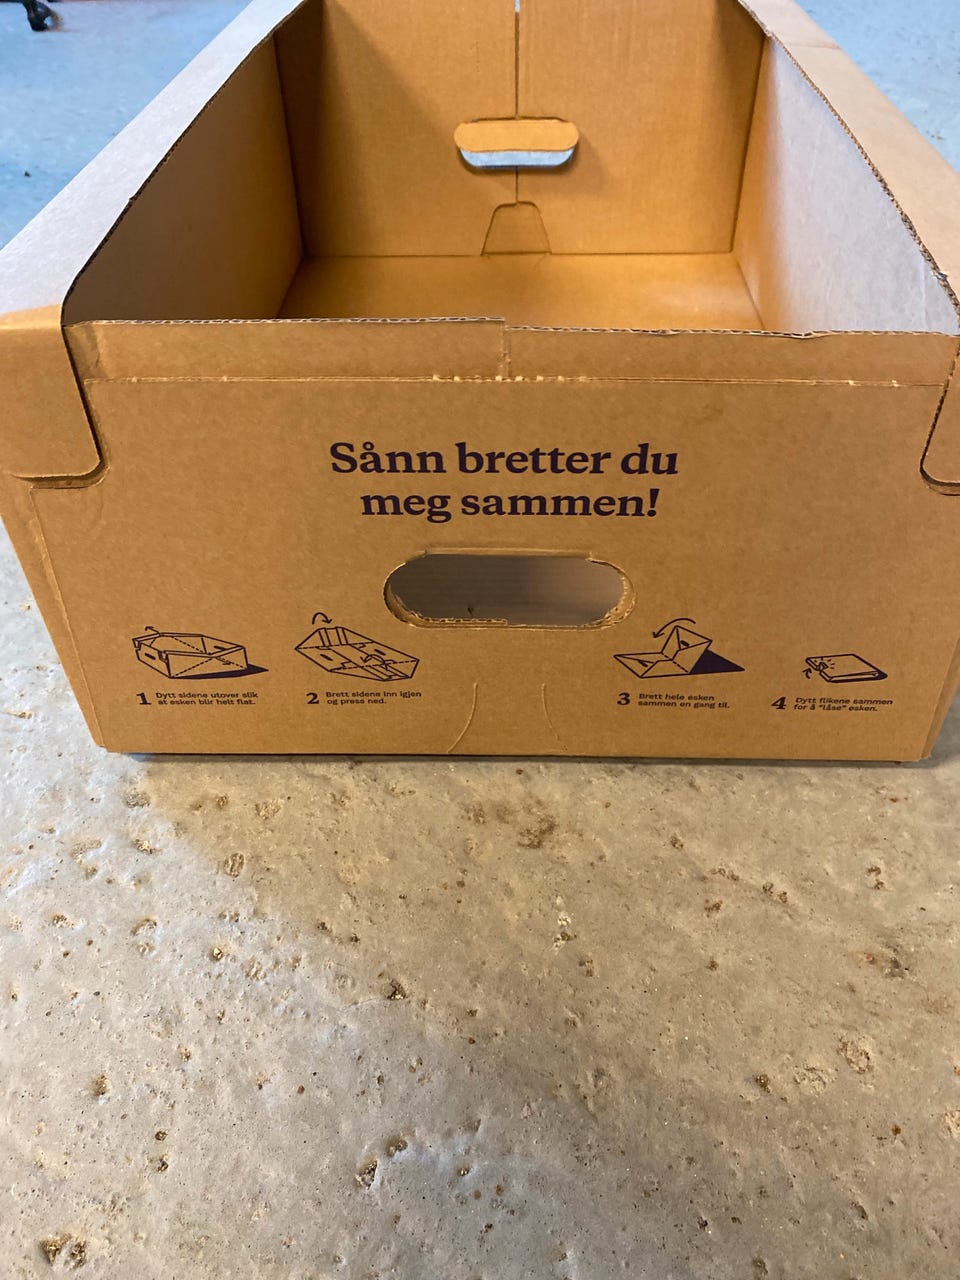 Sånn bretter du
meg sammen!
1 Dytt sidene utover slik
at esken blir helt flat.
2 Brett sidene inn igjen
og press ned.
3 Brett hele esken
sammen en gang til.
4 Dytt flikene sammen
for å "låse" esken.